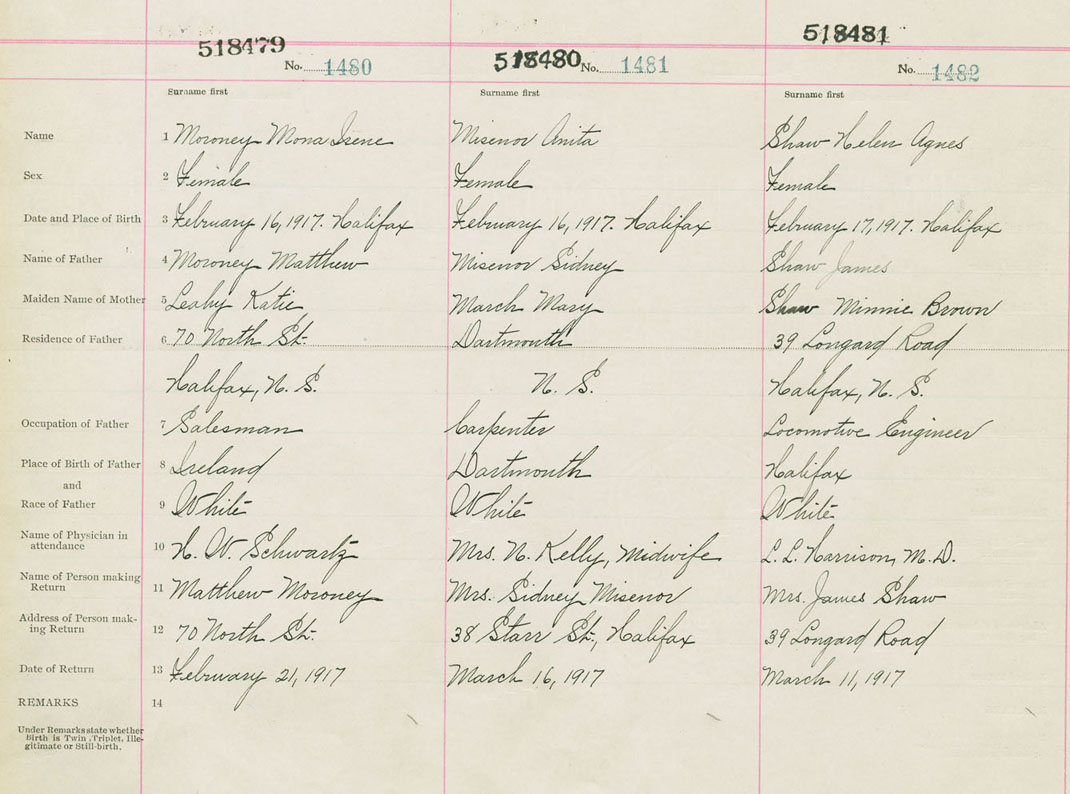 518479 518480 518481
No. 1480 No. 1481 No. 1482
Surname first Surname first Surname first
Name 1 Moroney Mona Irene Misenor Anita Shaw Helen Agnes
Sex 2 Female Female Female
Date and Place of Birth 3 February 16, 1917. Halifax February 16, 1917. Halifax February 17, 1917. Halifax
Name of Father 4 Moroney Matthew Misenor Sidney Shaw James
Maiden Name of Mother 5 Leahy Katie March Mary Shaw Minnie Brown
Residence of Father 6 70 North St. Dartmouth 39 Longard Road
Halifax, N. S. N. S. Halifax, N. S.
Occupation of Father 7 Salesman Carpenter Locomotive Engineer
Place of Birth of Father 8 Ireland Dartmouth Halifax
and
Race of Father 9 White White White
Name of Physician in
attendance 10 H. W. Schwartz Mrs. N. Kelly, Midwife L. L. Harrison, M. D.
Name of Person making
Return 11 Matthew Moroney Mrs. Sidney Misenor Mrs. James Shaw
Address of Person mak-
ing Return 12 70 North St. 38 Starr St., Halifax 39 Longard Road
Date of Return 13 February 21, 1917 March 16, 1917 March 11, 1917
REMARKS 14
Under Remarks state whether
Birth is Twin, Triplet, Ille-
gitimate or Still-birth.